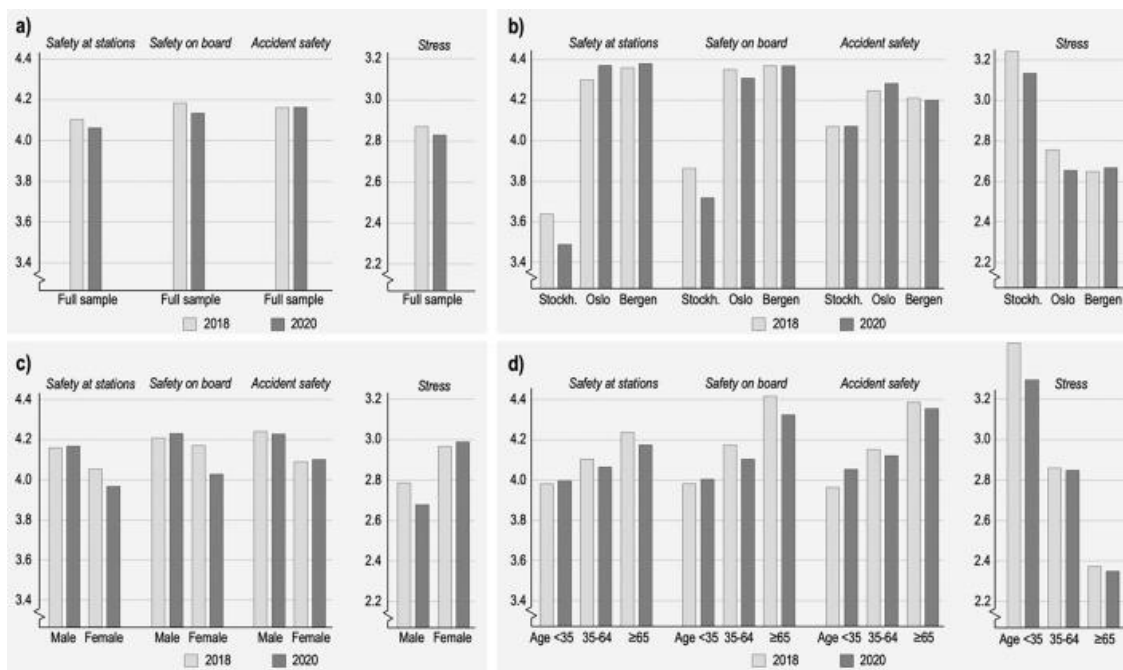 a)
Safety at stations Safety on board Accident safety Stress
4.4 3.2
4.2 3.0
4.0 2.8
3.8 2.6
3.6 2.4
3.4 2.2
Full sample Full sample Full sample Full sample
2018 2020
b)
Safety at stations Safety on board Accident safety Stress
4.4 3.2
4.2 3.0
4.0 2.8
3.8 2.6
3.6 2.4
3.4 2.2
Stockh. Oslo Bergen Stockh. Oslo Bergen Stockh. Oslo Bergen Stockh. Oslo Bergen
2018 2020
c)
Safety at stations Safety on board Accident safety Stress
4.4 3.2
4.2 3.0
4.0 2.8
3.8 2.6
3.6 2.4
3.4 2.2
Male Female Male Female Male Female Male Female
2018 2020
d)
Safety at stations Safety on board Accident safety Stress
4.4 3.2
4.2 3.0
4.0 2.8
3.8 2.6
3.6 2.4
3.4 2.2
Age <35 35-64 ≥65 Age <35 35-64 ≥65 Age <35 35-64 ≥65 Age <35 35-64 ≥65
2018 2020